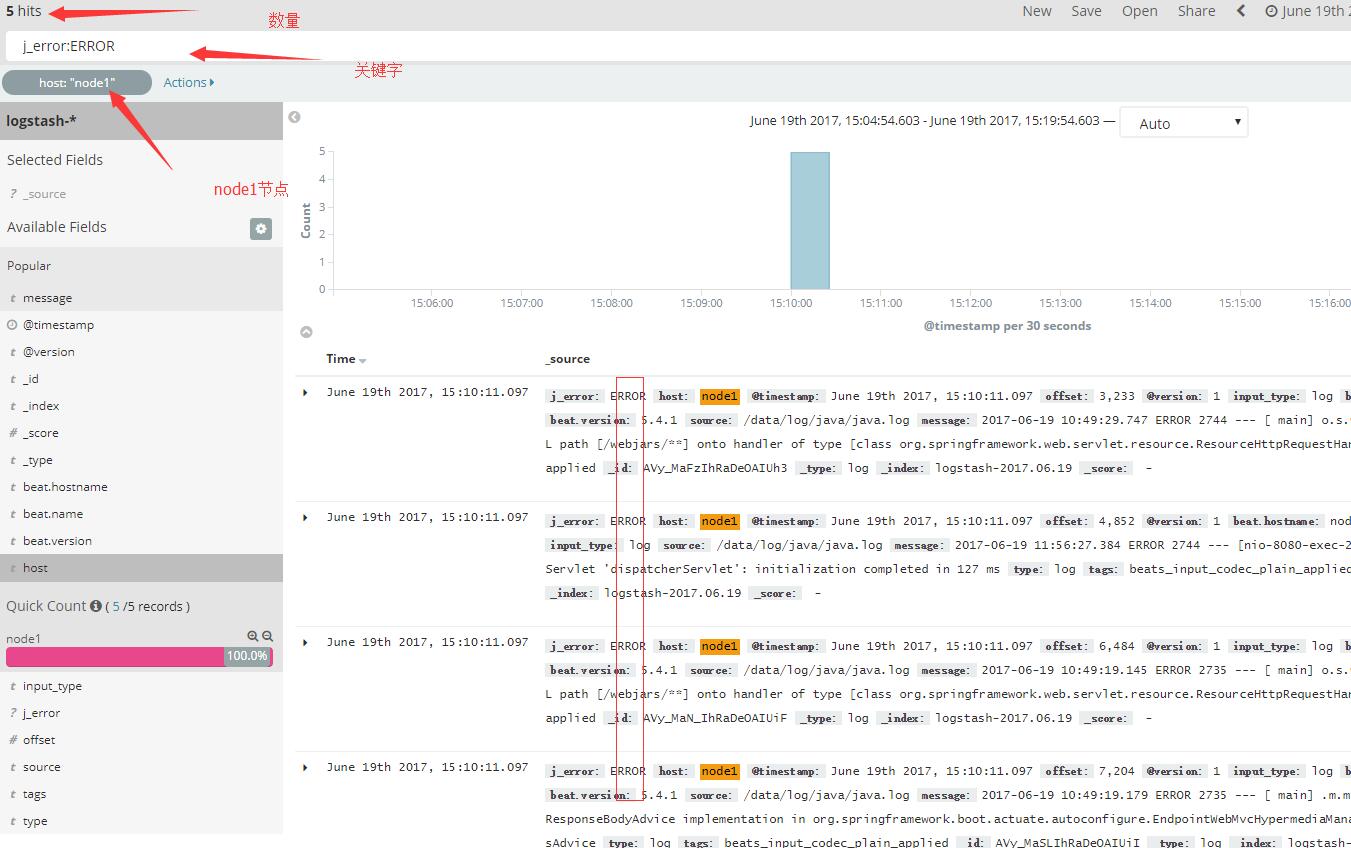 5 hits
数量
New Save Open Share June 19th 2
j_error:ERROR
关键字
host: "node1" Actions
logstash-*
Selected Fields
? _source
node1节点
Available Fields
Popular
t message
@timestamp
t @version
t _id
t _index
# _score
t _type
t beat.hostname
t beat.name
t beat.version
t host
Quick Count ( 5 /5 records )
node1
100.0%
t input_type
? j_error
# offset
t source
t tags
t type
June 19th 2017, 15:04:54.603 - June 19th 2017, 15:19:54.603 — Auto
Count
5
4
3
2
1
0
15:06:00 15:07:00 15:08:00 15:09:00 15:10:00 15:11:00 15:12:00 15:13:00 15:14:00 15:15:00 15:16:00
@timestamp per 30 seconds
Time _source
June 19th 2017, 15:10:11.097 j_error: ERROR host: node1 @timestamp: June 19th 2017, 15:10:11.097 offset: 3,233 @version: 1 input_type: log b
beat.version: 5.4.1 source: /data/log/java/java.log message: 2017-06-19 10:49:29.747 ERROR 2744 --- [ main] o.s.
L path [/webjars/**] onto handler of type [class org.springframework.web.servlet.resource.ResourceHttpRequestHa
applied _id: AVy_MaFzIhRaDeOAIUh3 _type: log _index: logstash-2017.06.19 _score: -
June 19th 2017, 15:10:11.097 j_error: ERROR host: node1 @timestamp: June 19th 2017, 15:10:11.097 offset: 4,852 @version: 1 beat.hostname: nod
input_type: log source: /data/log/java/java.log message: 2017-06-19 11:56:27.384 ERROR 2744 --- [nio-8080-exec-2
Servlet 'dispatcherServlet': initialization completed in 127 ms type: log tags: beats_input_codec_plain_applied
_index: logstash-2017.06.19 _score: -
June 19th 2017, 15:10:11.097 j_error: ERROR host: node1 @timestamp: June 19th 2017, 15:10:11.097 offset: 6,484 @version: 1 input_type: log b
beat.version: 5.4.1 source: /data/log/java/java.log message: 2017-06-19 10:49:19.145 ERROR 2735 --- [ main] o.s.
L path [/webjars/**] onto handler of type [class org.springframework.web.servlet.resource.ResourceHttpRequestHa
applied _id: AVy_MaN_IhRaDeOAIUiF _type: log _index: logstash-2017.06.19 _score: -
June 19th 2017, 15:10:11.097 j_error: ERROR host: node1 @timestamp: June 19th 2017, 15:10:11.097 offset: 7,204 @version: 1 input_type: log b
beat.version: 5.4.1 source: /data/log/java/java.log message: 2017-06-19 10:49:19.179 ERROR 2735 --- [ main] .m.m
ResponseBodyAdvice implementation in org.springframework.boot.actuate.autoconfigure.EndpointWebMvcHypermediaMana
sAdvice type: log tags: beats_input_codec_plain_applied _id: AVy_MaSLIhRaDeOAIUiI _type: log _index: logstash-